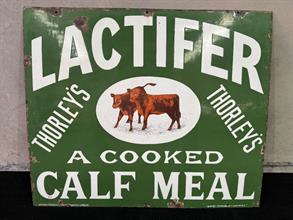 LACTIFER
THORLEY'S
THORLEY'S
A COOKED
CALF MEAL